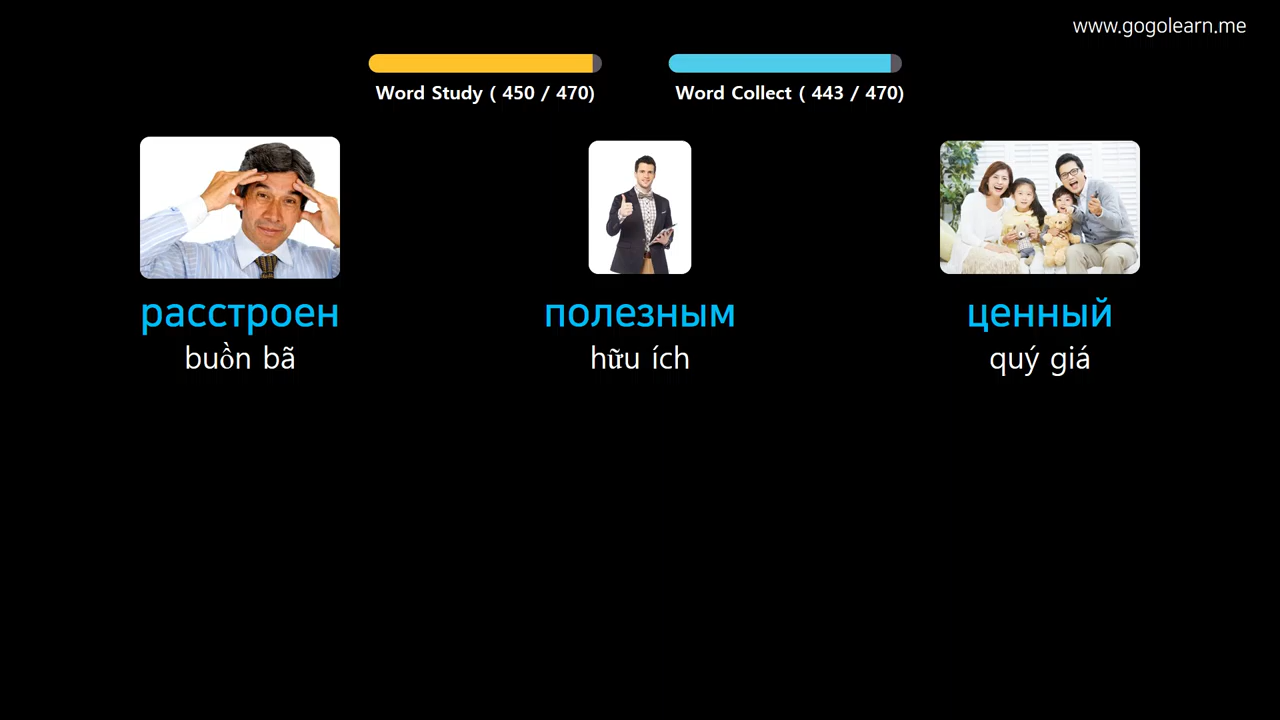 www.gogolearn.me
Word Study ( 450 / 470)
Word Collect ( 443 / 470)
расстроен
полезным
ценный
buồn bã
hữu ích
quý giá